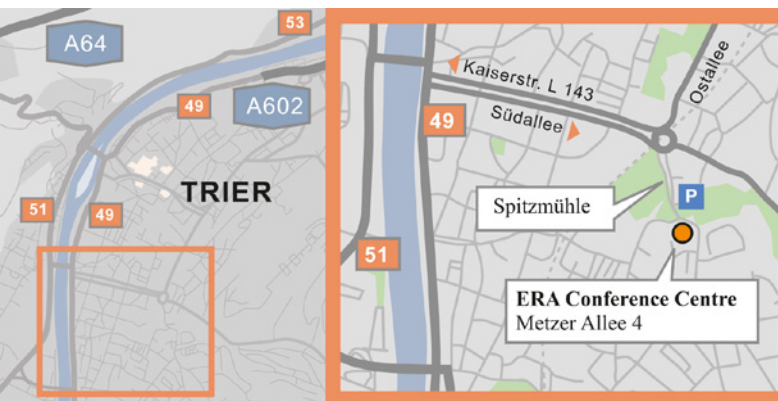 A64
53
49
A602
TRIER
51
49
Kaiserstr. L 143
Südallee
Ostallee
49
Spitzmühle
P
51
ERA Conference Centre
Metzer Allee 4